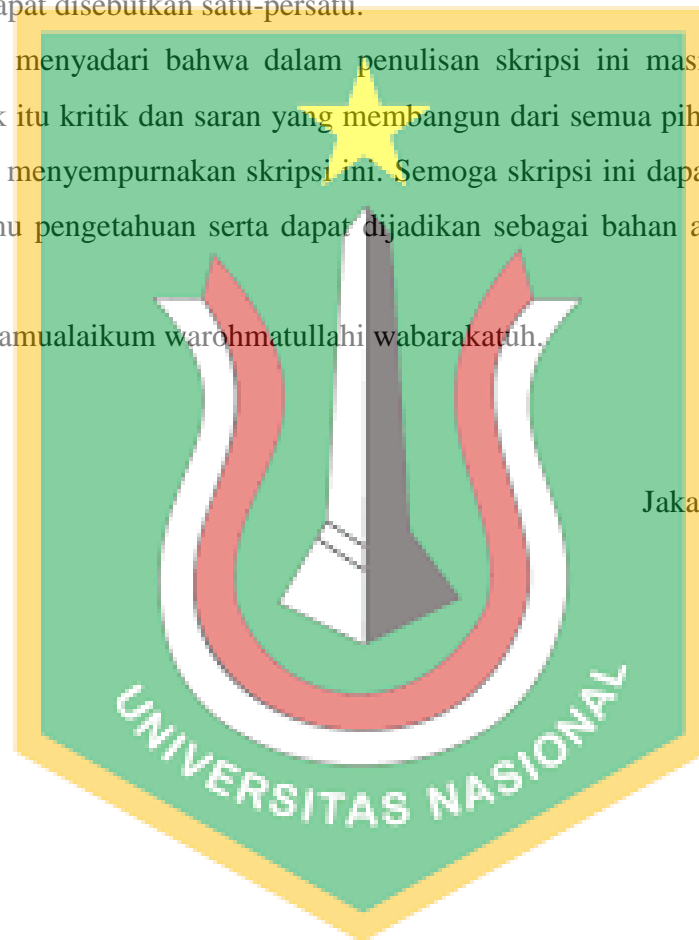 apat disebutkan satu-persatu.
menyadari bahwa dalam penulisan skripsi ini mas
k itu kritik dan saran yang membangun dari semua pih
menyempurnakan skripsi ini. Semoga skripsi ini dapa
nu pengetahuan serta dapat dijadikan sebagai bahan a
amualaikum warohmatullahi wabarakatuh.
Jaka
UNIVERSITAS NASIONAL